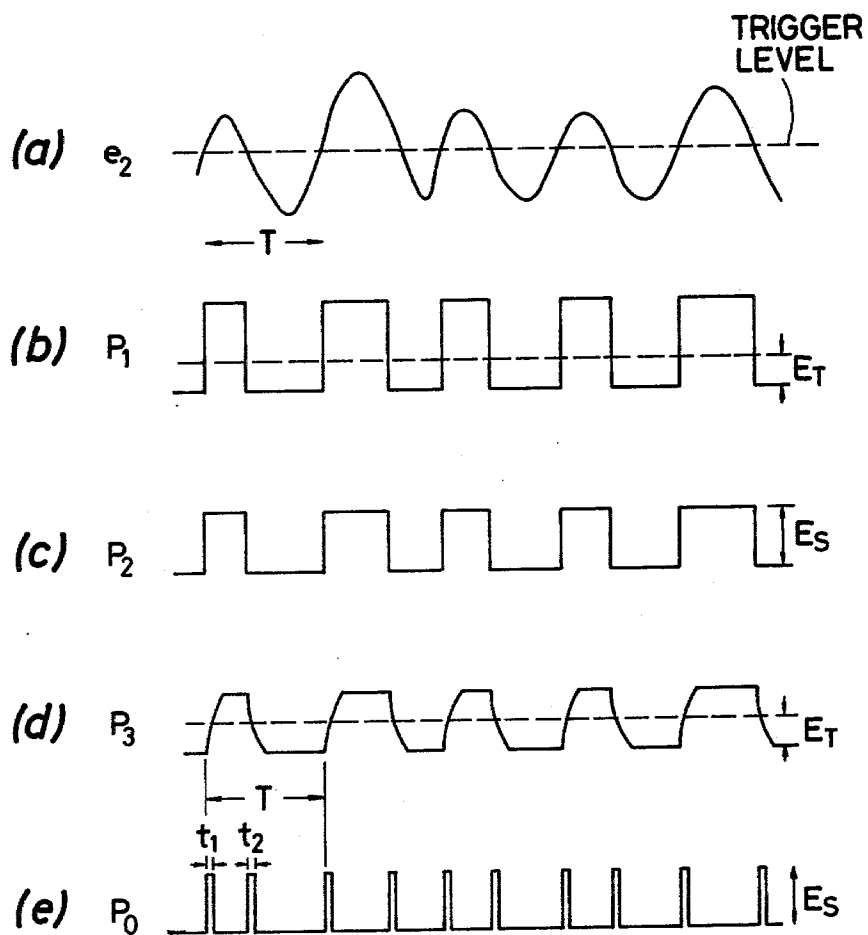 TRIGGER
LEVEL
(a) e2
T
(b) P1
ET
(c) P2
ES
(d) P3
ET
T
t1 t2
(e) P0
ES